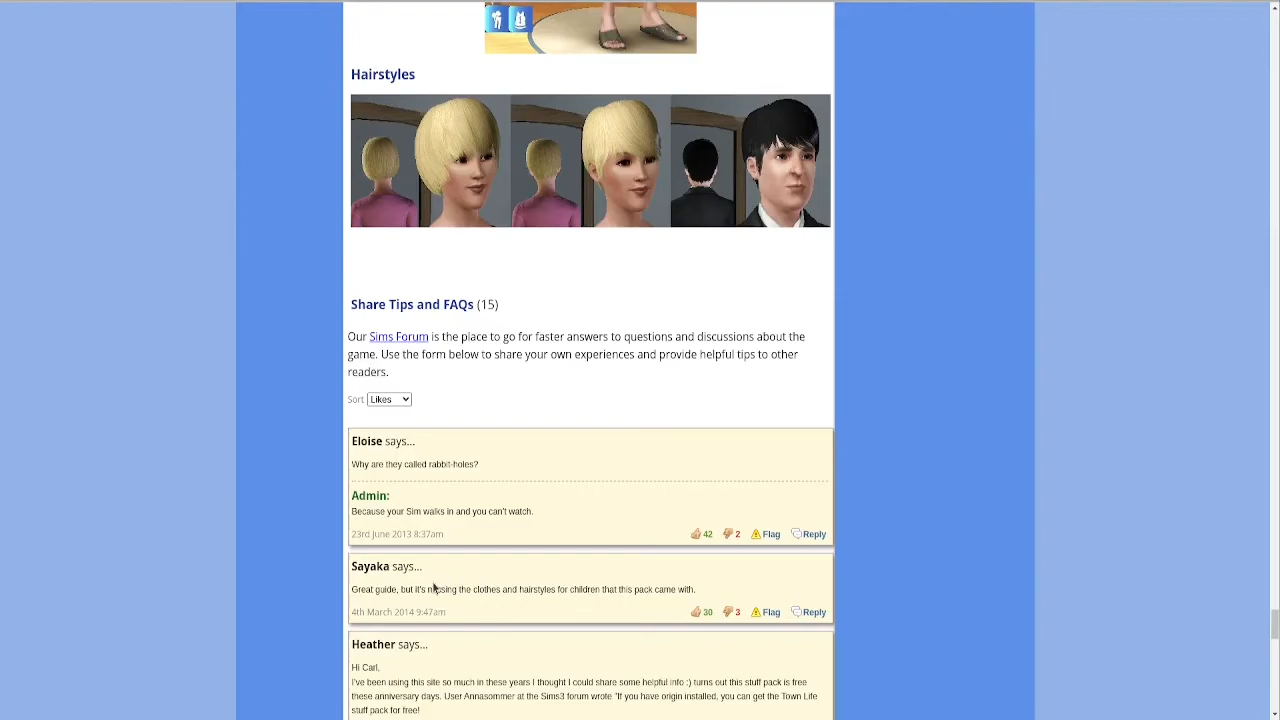 Hairstyles
Share Tips and FAQs (15)
Our Sims Forum is the place to go for faster answers to questions and discussions about the
game. Use the form below to share your own experiences and provide helpful tips to other
readers.
Sort Likes
Eloise says...
Why are they called rabbit-holes?
Admin:
Because your Sim walks in and you can't watch.
23rd June 2013 8:37am 42 2 Flag Reply
Sayaka says...
Great guide, but it's missing the clothes and hairstyles for children that this pack came with.
4th March 2014 9:47am 30 3 Flag Reply
Heather says...
Hi Carl,
I've been using this site so much in these years I thought I could share some helpful info :) turns out this stuff pack is free
these anniversary days. User Annasommer at the Sims3 forum wrote "If you have origin installed, you can get the Town Life
stuff pack for free!